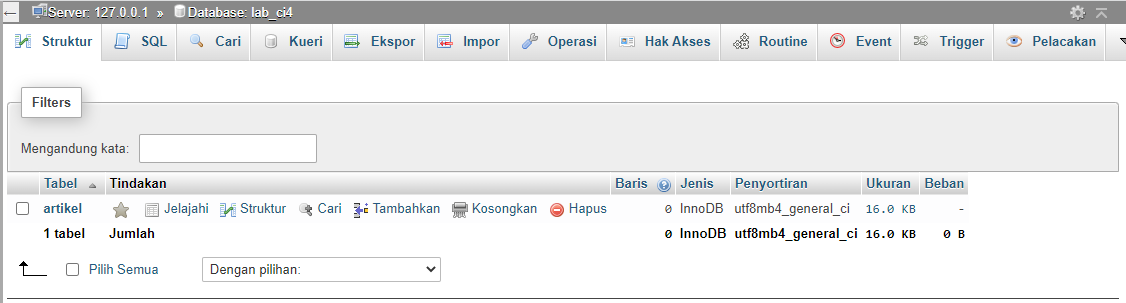 Server: 127.0.0.1 » Database: lab_ci4
Struktur SQL Cari Kueri Ekspor Impor Operasi Hak Akses Routine Event Trigger Pelacakan
Filters
Mengandung kata:
Tabel Tindakan Baris Jenis Penyortiran Ukuran Beban
artikel Jelajahi Struktur Cari Tambahkan Kosongkan Hapus 0 InnoDB utf8mb4_general_ci 16.0 KB -
1 tabel Jumlah 0 InnoDB utf8mb4_general_ci 16.0 KB 0 B
Pilih Semua Dengan pilihan: